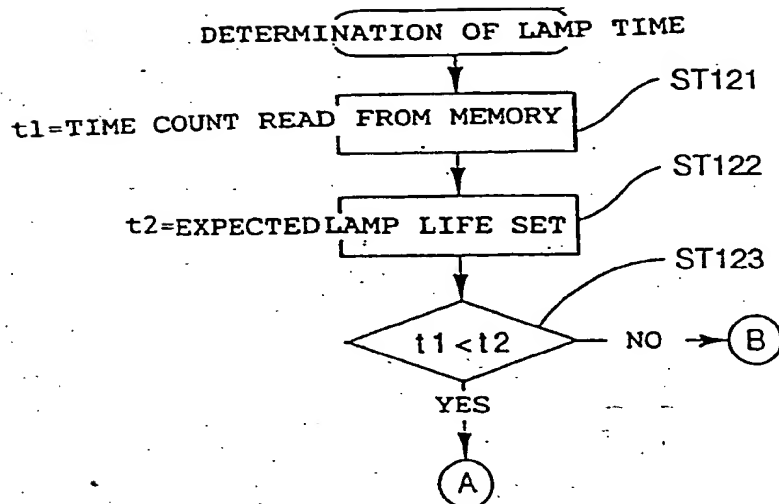 DETERMINATION OF LAMP TIME
ST121
t1=TIME COUNT READ FROM MEMORY
ST122
t2=EXPECTED LAMP LIFE SET
ST123
t1<t2
NO
B
YES
A